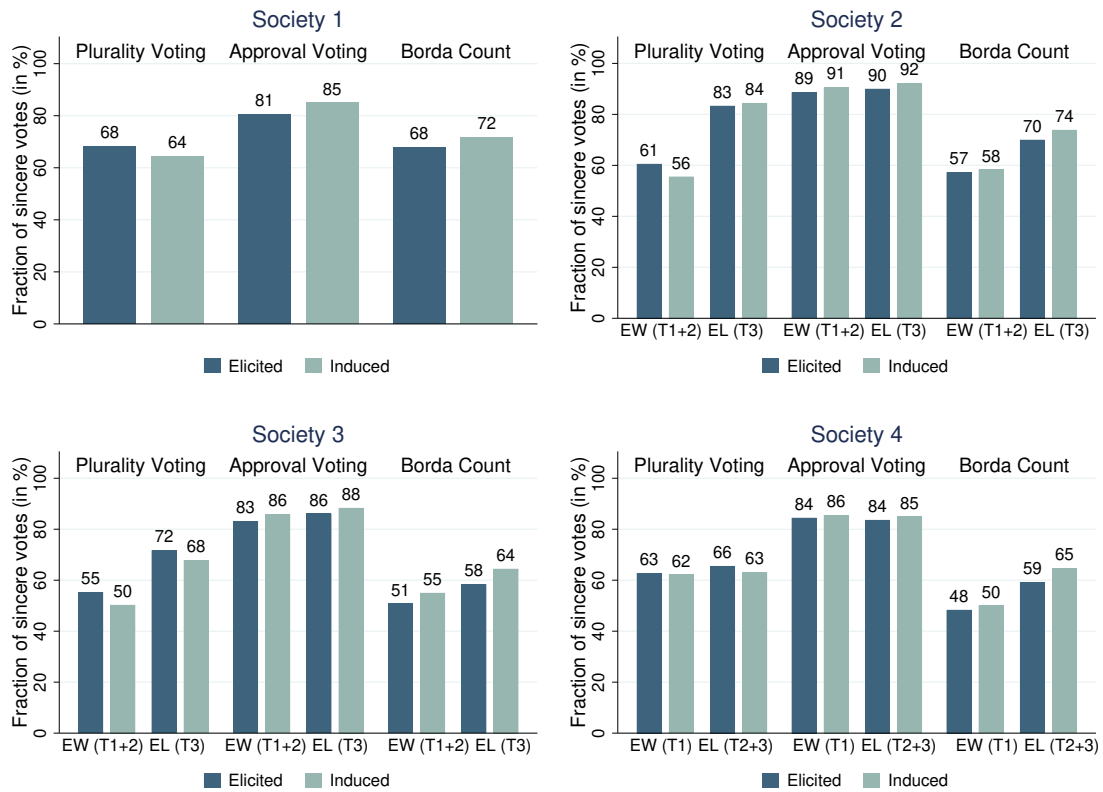 Society 1
Plurality Voting Approval Voting Borda Count
Fraction of sincere votes (in %)
0 20 40 60 80 100
68 64 81 85 68 72
Elicited Induced
Society 2
Plurality Voting Approval Voting Borda Count
Fraction of sincere votes (in %)
0 20 40 60 80 100
61 56 83 84 89 91 90 92 57 58 70 74
EW (T1+2) EL (T3) EW (T1+2) EL (T3) EW (T1+2) EL (T3)
Elicited Induced
Society 3
Plurality Voting Approval Voting Borda Count
Fraction of sincere votes (in %)
0 20 40 60 80 100
55 50 72 68 83 86 86 88 51 55 58 64
EW (T1+2) EL (T3) EW (T1+2) EL (T3) EW (T1+2) EL (T3)
Elicited Induced
Society 4
Plurality Voting Approval Voting Borda Count
Fraction of sincere votes (in %)
0 20 40 60 80 100
63 62 66 63 84 86 84 85 48 50 59 65
EW (T1) EL (T2+3) EW (T1) EL (T2+3) EW (T1) EL (T2+3)
Elicited Induced